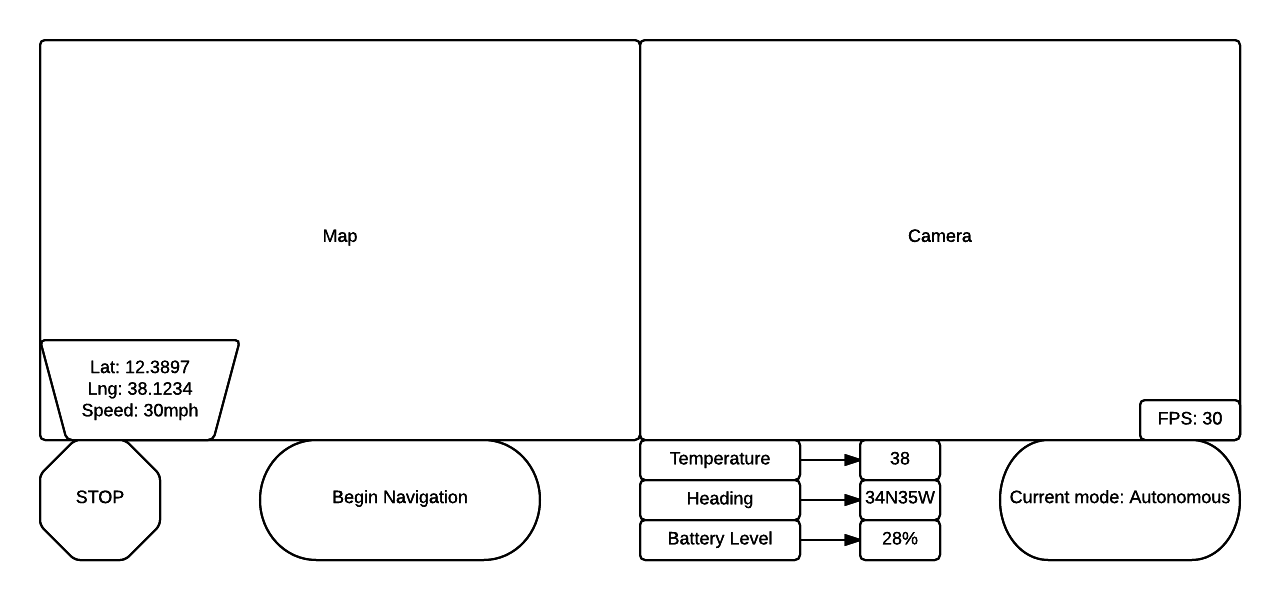 Map
Camera
Lat: 12.3897
Lng: 38.1234
Speed: 30mph
FPS: 30
STOP
Begin Navigation
Temperature
38
Heading
34N35W
Battery Level
28%
Current mode: Autonomous